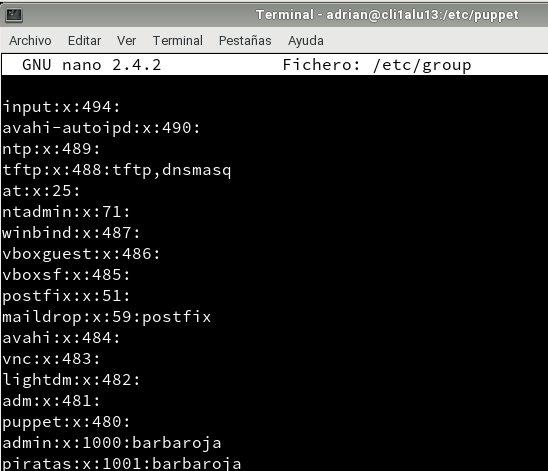 Terminal - adrian@cli1alu13:/etc/puppet
Archivo Editar Ver Terminal Pestañas Ayuda
GNU nano 2.4.2 Fichero: /etc/group
input:x:494:
avahi-autoipd:x:490:
ntp:x:489:
tftp:x:488:tftp,dnsmasq
at:x:25:
ntadmin:x:71:
winbind:x:487:
vboxguest:x:486:
vboxsf:x:485:
postfix:x:51:
maildrop:x:59:postfix
avahi:x:484:
vnc:x:483:
lightdm:x:482:
adm:x:481:
puppet:x:480:
admin:x:1000:barbaroja
piratas:x:1001:barbaroja